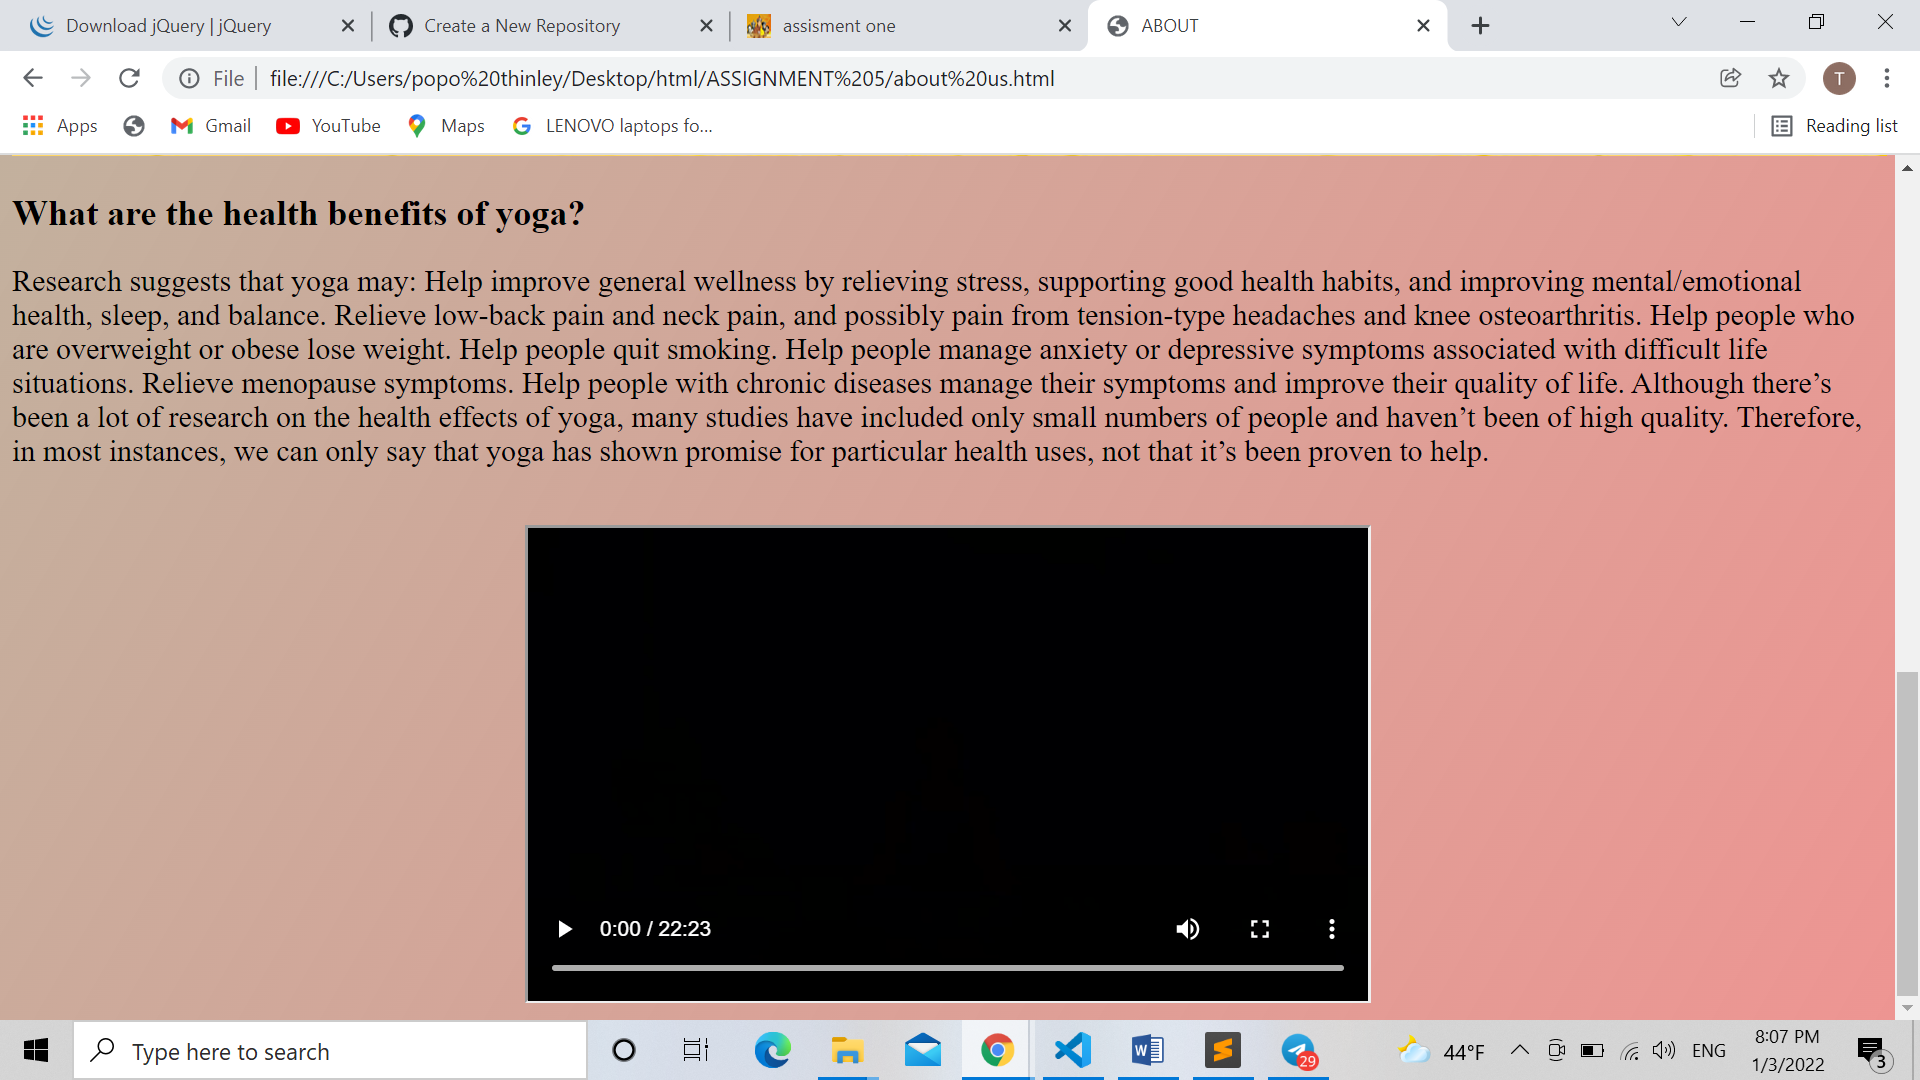 Download jQuery | jQuery
Create a New Repository
assisment one
ABOUT
File
file:///C:/Users/popo%20thinley/Desktop/html/ASSIGNMENT%205/about%20us.html
T
Apps
Gmail
YouTube
Maps
LENOVO laptops fo...
Reading list
What are the health benefits of yoga?
Research suggests that yoga may: Help improve general wellness by relieving stress, supporting good health habits, and improving mental/emotional
health, sleep, and balance. Relieve low-back pain and neck pain, and possibly pain from tension-type headaches and knee osteoarthritis. Help people who
are overweight or obese lose weight. Help people quit smoking. Help people manage anxiety or depressive symptoms associated with difficult life
situations. Relieve menopause symptoms. Help people with chronic diseases manage their symptoms and improve their quality of life. Although there’s
been a lot of research on the health effects of yoga, many studies have included only small numbers of people and haven’t been of high quality. Therefore,
in most instances, we can only say that yoga has shown promise for particular health uses, not that it’s been proven to help.
0:00 / 22:23
Type here to search
29
44°F
ENG
8:07 PM
1/3/2022
3